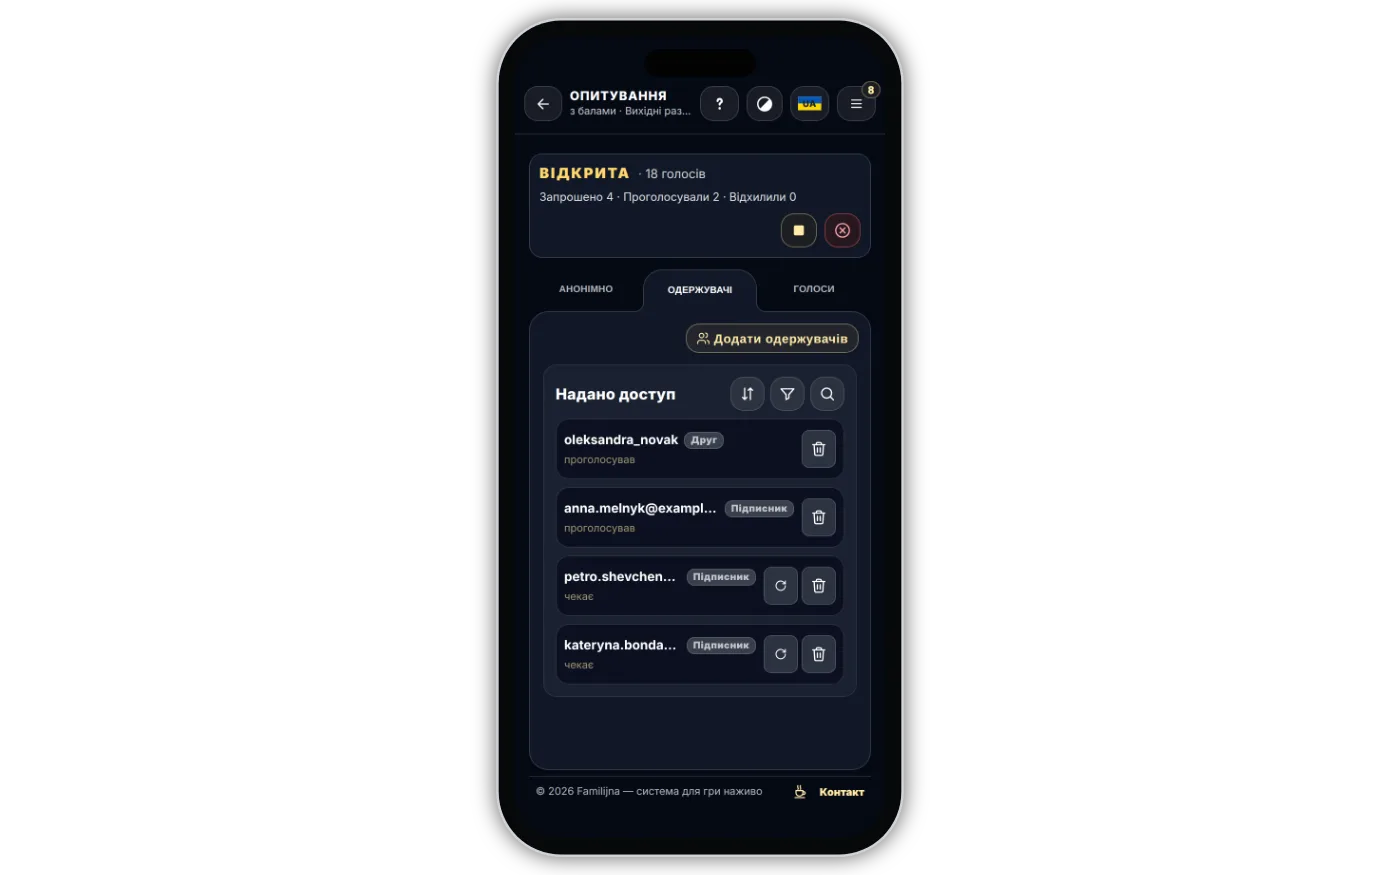 ОПИТУВАННЯ
з балами · Вихідні раз...
?
UA
8
ВІДКРИТА · 18 голосів
Запрошено 4 · Проголосували 2 · Відхилили 0
АНОНІМНО
ОДЕРЖУВАЧІ
ГОЛОСИ
Додати одержувачів
Надано доступ
oleksandra_novak Друг
проголосував
anna.melnyk@exampl... Підписник
проголосував
petro.shevchen... Підписник
чекає
kateryna.bonda... Підписник
чекає
© 2026 Familijna — система для гри наживо
Контакт